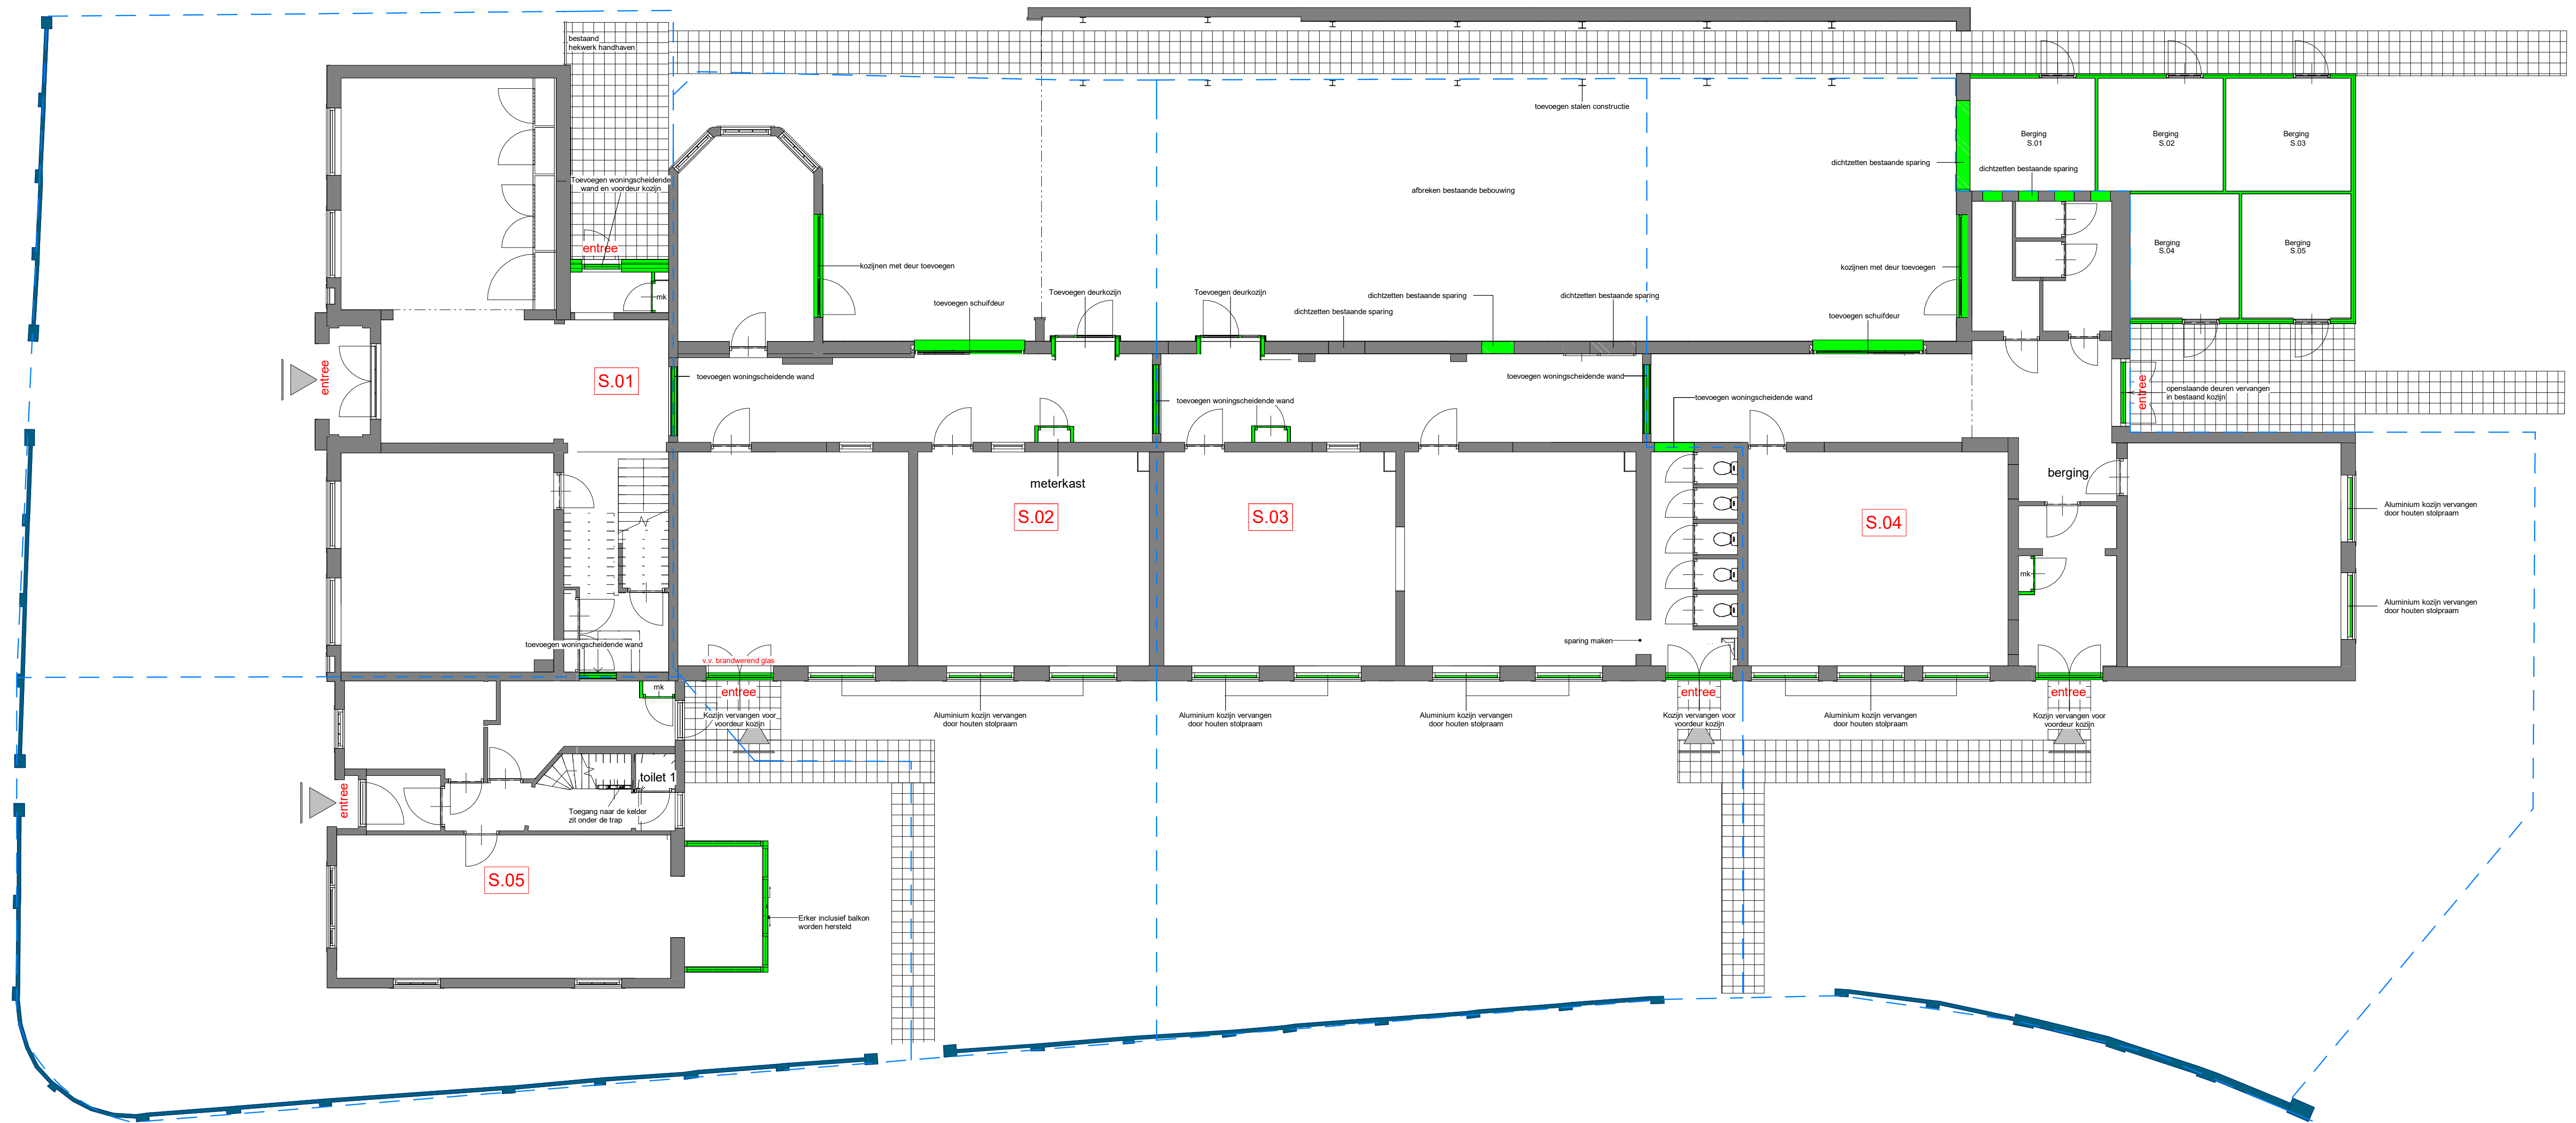 bestaand
hekwerk handhaven
toevoegen stalen constructie
Berging
S.01
Berging
S.02
Berging
S.03
dichtzetten bestaande sparing
dichtzetten bestaande sparing
Toevoegen woningscheidende
wand en voordeur kozijn
afbreken bestaande bebouwing
entree
Berging
S.04
Berging
S.05
kozijnen met deur toevoegen
kozijnen met deur toevoegen
mk
toevoegen schuifdeur
Toevoegen deurkozijn
Toevoegen deurkozijn
dichtzetten bestaande sparing
dichtzetten bestaande sparing
dichtzetten bestaande sparing
toevoegen schuifdeur
entree
S.01
toevoegen woningscheidende wand
toevoegen woningscheidende wand
toevoegen woningscheidende wand
toevoegen woningscheidende wand
entree
openslaande deuren vervangen
in bestaand kozijn
meterkast
berging
S.02
S.03
S.04
Aluminium kozijn vervangen
door houten stolpraam
mk
Aluminium kozijn vervangen
door houten stolpraam
toevoegen woningscheidende wand
sparing maken
v.v. brandwerend glas
mk
entree
entree
entree
Kozijn vervangen voor
voordeur kozijn
Aluminium kozijn vervangen
door houten stolpraam
Aluminium kozijn vervangen
door houten stolpraam
Aluminium kozijn vervangen
door houten stolpraam
Kozijn vervangen voor
voordeur kozijn
Aluminium kozijn vervangen
door houten stolpraam
Kozijn vervangen voor
voordeur kozijn
toilet 1
entree
Toegang naar de kelder
zit onder de trap
S.05
Erker inclusief balkon
worden hersteld